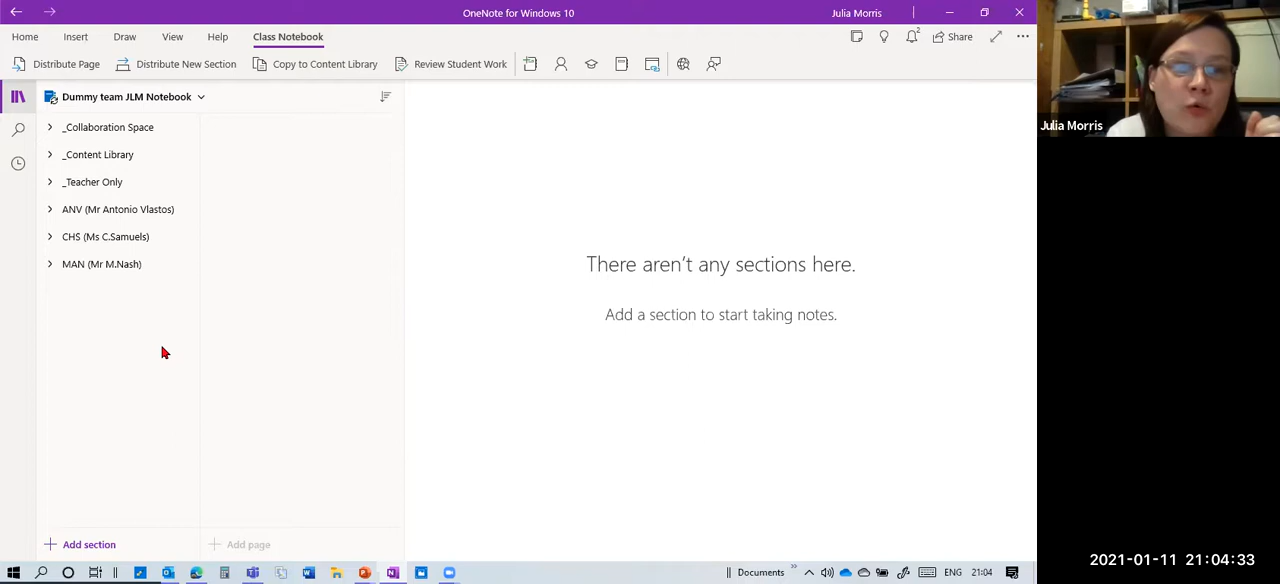 OneNote for Windows 10
Julia Morris
Home Insert Draw View Help Class Notebook
2 Share
Distribute Page Distribute New Section Copy to Content Library Review Student Work
Dummy team JLM Notebook
_Collaboration Space
_Content Library
_Teacher Only
ANV (Mr Antonio Vlastos)
CHS (Ms C.Samuels)
MAN (Mr M.Nash)
There aren't any sections here.
Add a section to start taking notes.
Add section
Add page
Documents
ENG
21:04
Julia Morris
2021-01-11 21:04:33